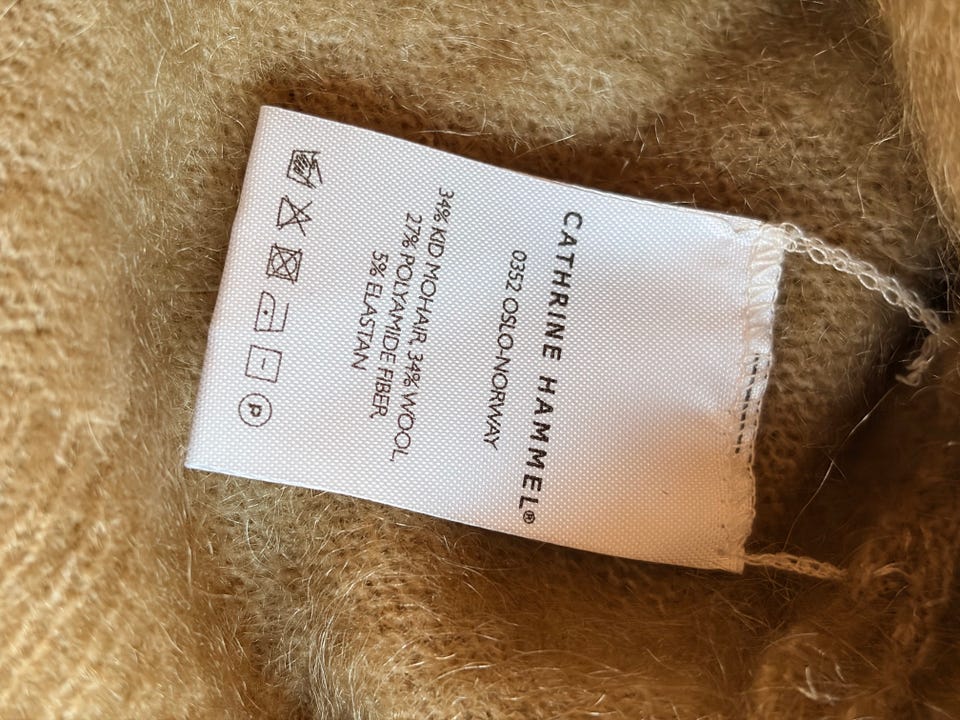 CATHRINE HAMMEL®
0352 OSLO-NORWAY
34% KID MOHAIR, 34% WOOL,
27% POLYAMIDE FIBER
5% ELASTAN
P